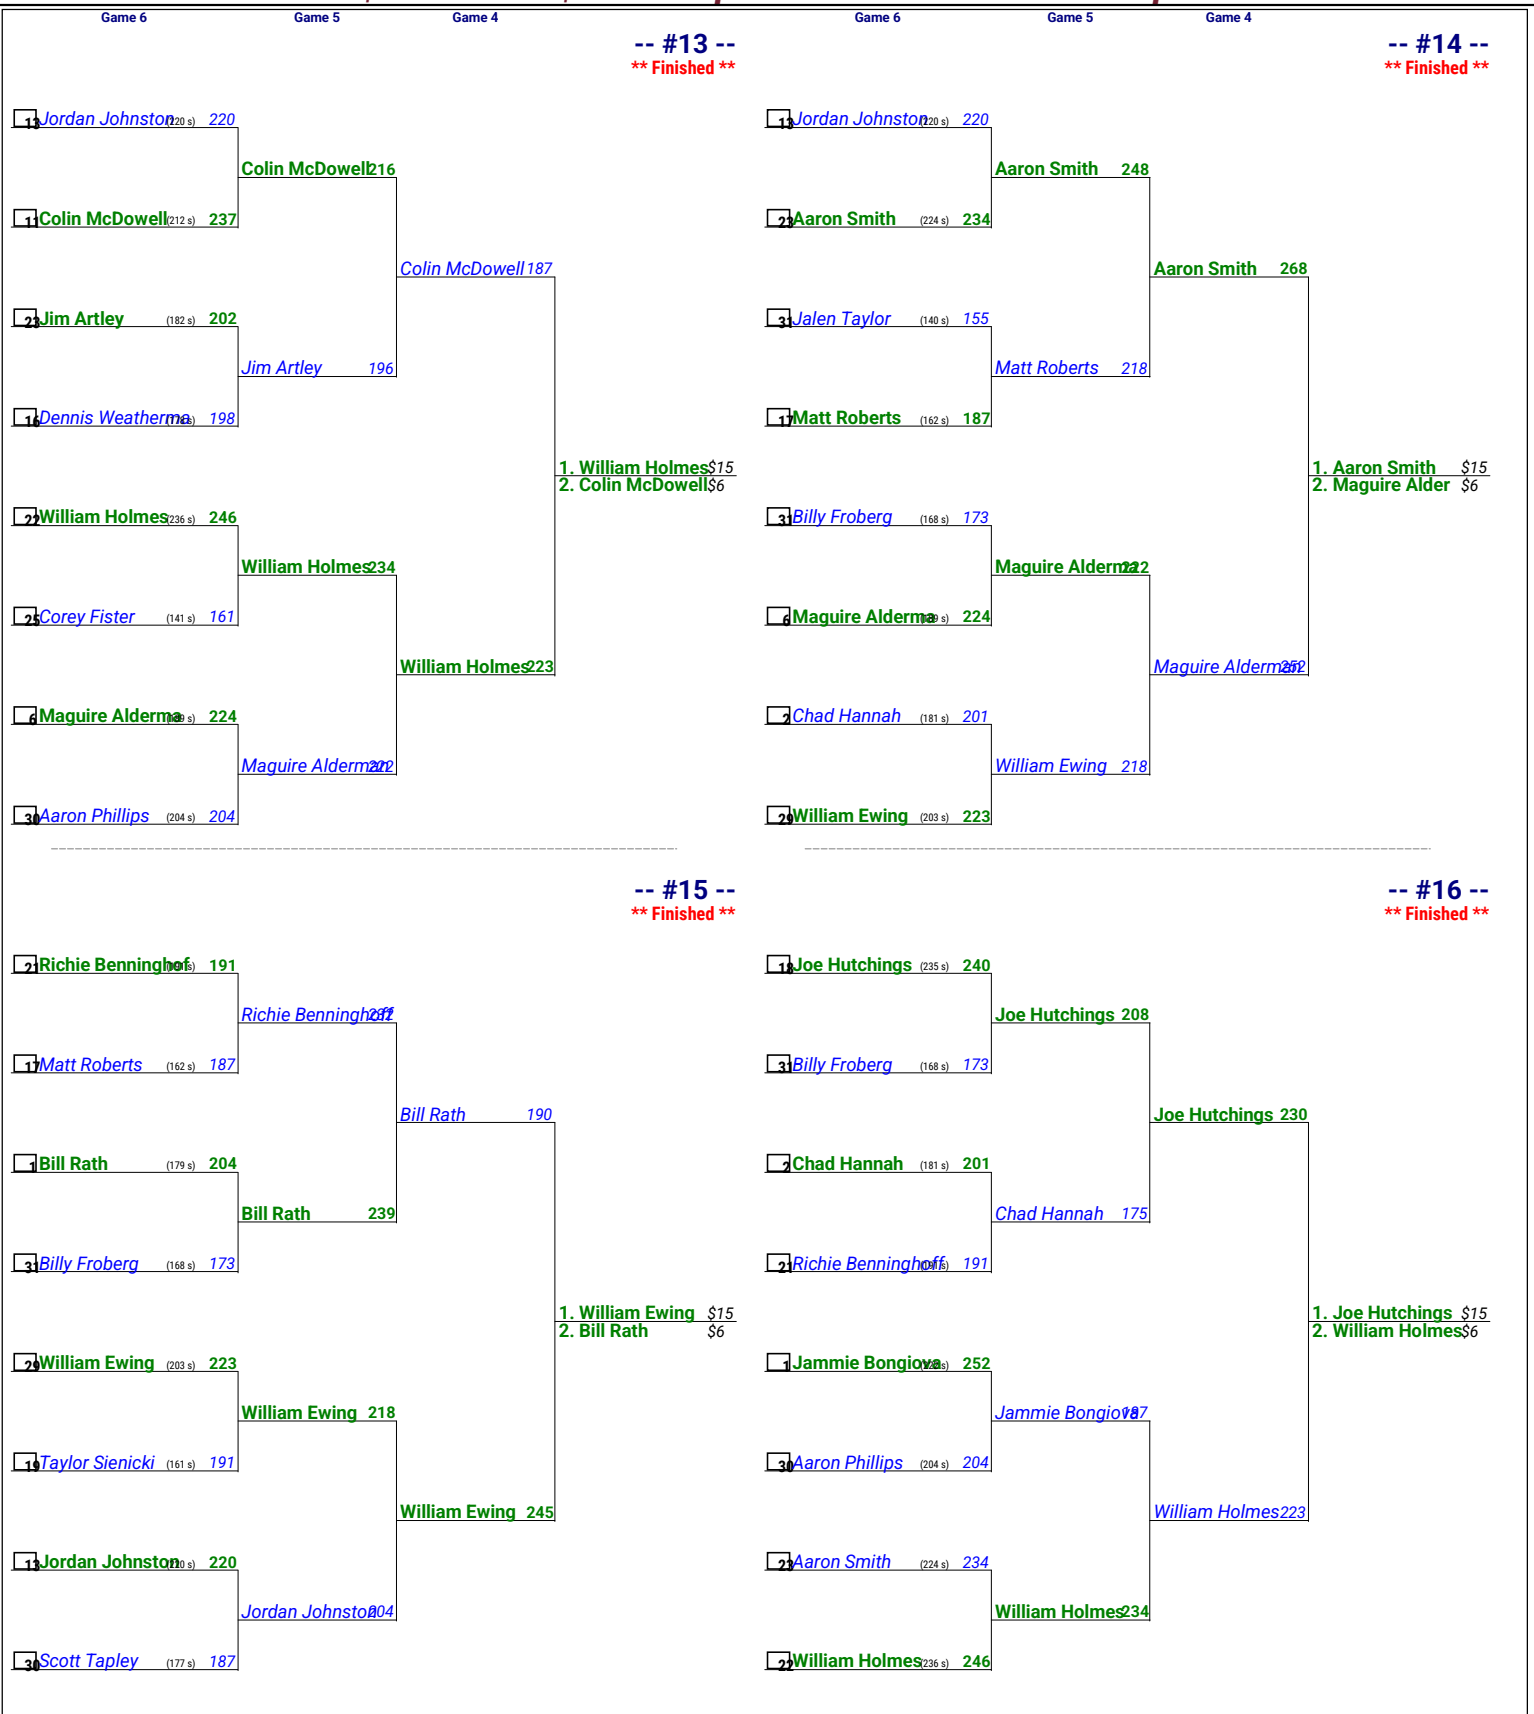 Game 6 Game 5 Game 4 Game 6 Game 5 Game 4
-- #13 --
** Finished **
13 Jordan Johnston (220 s) 220
Colin McDowell 216
11 Colin McDowell (212 s) 237
Colin McDowell 187
23 Jim Artley (182 s) 202
Jim Artley 196
16 Dennis Weatherma 198
1. William Holmes $15
2. Colin McDowell $6
22 William Holmes (236 s) 246
William Holmes 234
25 Corey Fister (141 s) 161
William Holmes 223
6 Maguire Alderma 224
Maguire Alderman 222
30 Aaron Phillips (204 s) 204
-- #14 --
** Finished **
13 Jordan Johnston (220 s) 220
Aaron Smith 248
23 Aaron Smith (224 s) 234
Aaron Smith 268
31 Jalen Taylor (140 s) 155
Matt Roberts 218
17 Matt Roberts (162 s) 187
1. Aaron Smith $15
2. Maguire Alder $6
31 Billy Froberg (168 s) 173
Maguire Alderma 222
6 Maguire Alderma 224
Maguire Alderman 252
2 Chad Hannah (181 s) 201
William Ewing 218
29 William Ewing (203 s) 223
-- #15 --
** Finished **
21 Richie Benninghof (191 s) 191
Richie Benninghoff 232
17 Matt Roberts (162 s) 187
Bill Rath 190
1 Bill Rath (179 s) 204
Bill Rath 239
31 Billy Froberg (168 s) 173
1. William Ewing $15
2. Bill Rath $6
29 William Ewing (203 s) 223
William Ewing 218
19 Taylor Sienicki (161 s) 191
William Ewing 245
13 Jordan Johnston (220 s) 220
Jordan Johnston 204
30 Scott Tapley (177 s) 187
-- #16 --
** Finished **
18 Joe Hutchings (235 s) 240
Joe Hutchings 208
31 Billy Froberg (168 s) 173
Joe Hutchings 230
2 Chad Hannah (181 s) 201
Chad Hannah 175
21 Richie Benninghoff (191 s) 191
1. Joe Hutchings $15
2. William Holmes $6
1 Jammie Bongiova 252
Jammie Bongiova 187
30 Aaron Phillips (204 s) 204
William Holmes 223
23 Aaron Smith (224 s) 234
William Holmes 234
22 William Holmes (236 s) 246